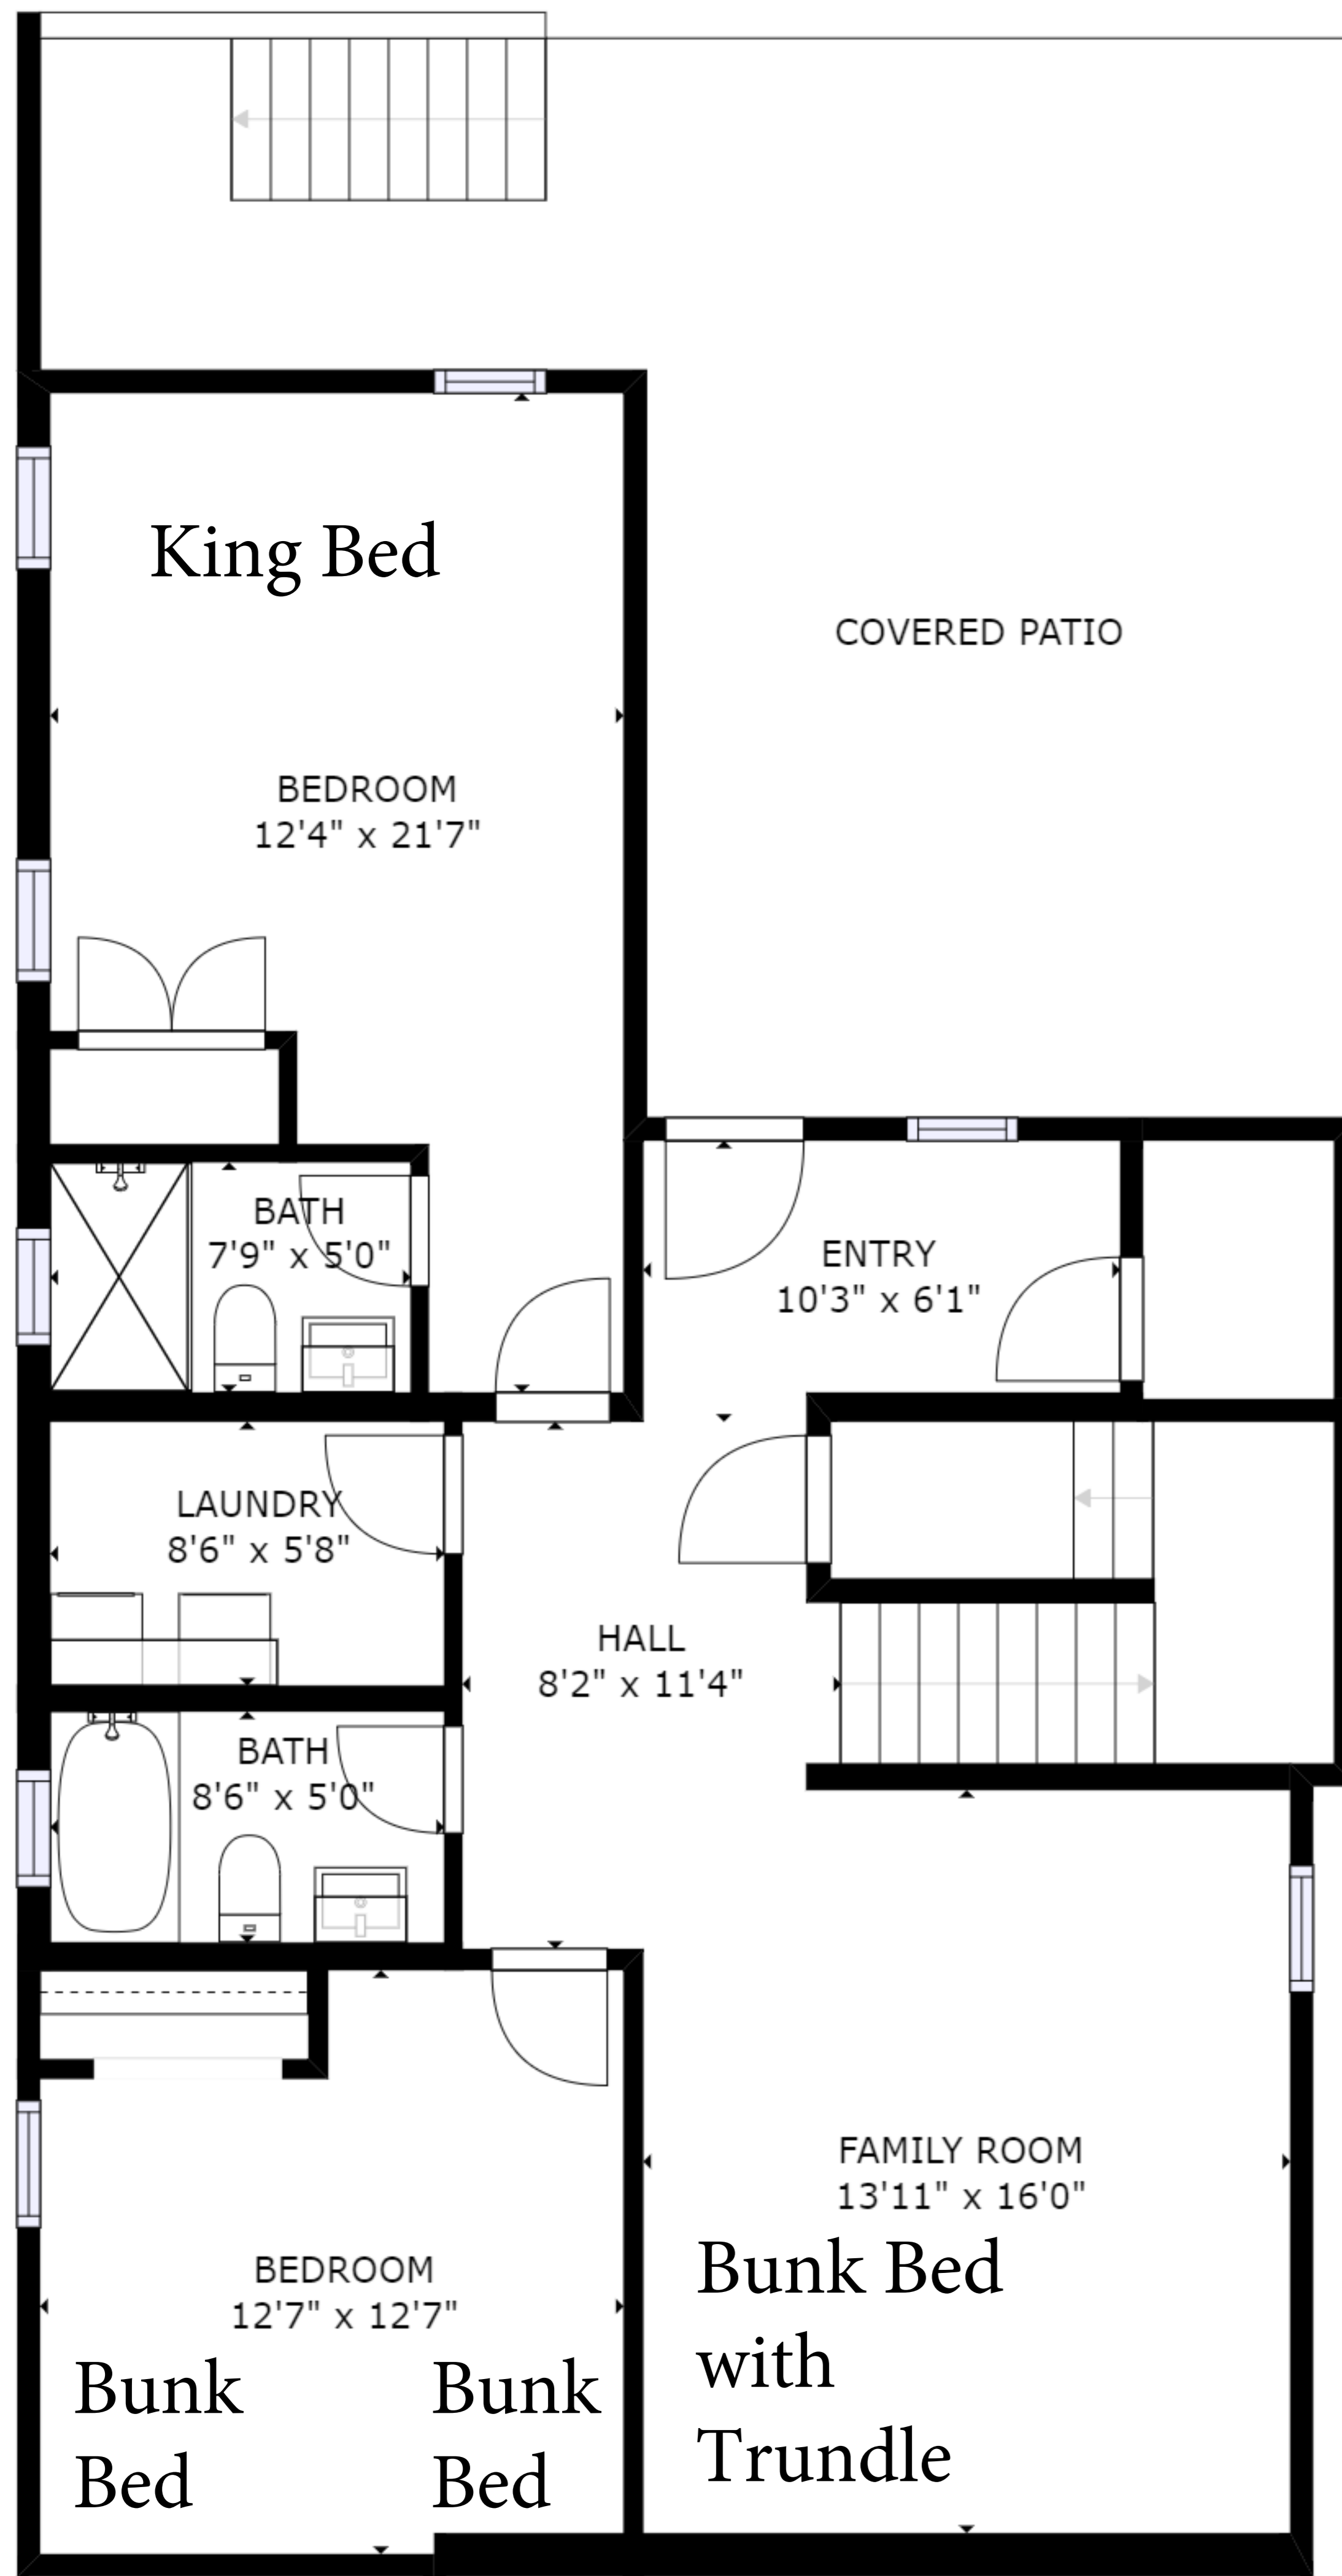 King Bed
COVERED PATIO
BEDROOM
12'4" x 21'7"
BATH
7'9" x 5'0"
ENTRY
10'3" x 6'1"
LAUNDRY
8'6" x 5'8"
HALL
8'2" x 11'4"
BATH
8'6" x 5'0"
FAMILY ROOM
13'11" x 16'0"
Bunk Bed
with
Trundle
BEDROOM
12'7" x 12'7"
Bunk
Bed
Bunk
Bed